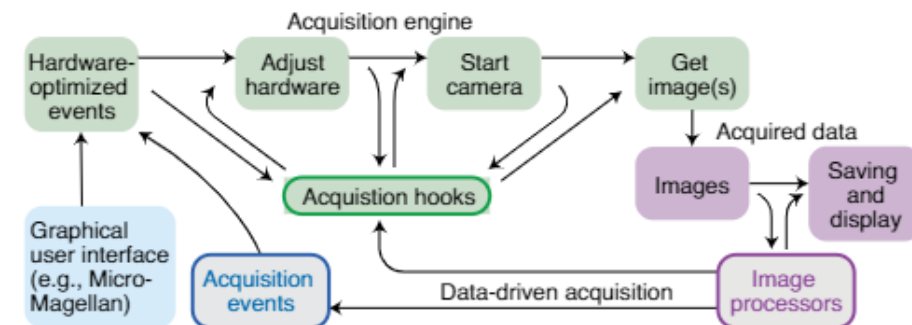 Acquisition engine
Hardware-
optimized
events
Adjust
hardware
Start
camera
Get
image(s)
Acquired data
Images
Saving
and
display
Acquistion hooks
Graphical
user interface
(e.g., Micro-
Magellan)
Acquisition
events
Data-driven acquisition
Image
processors